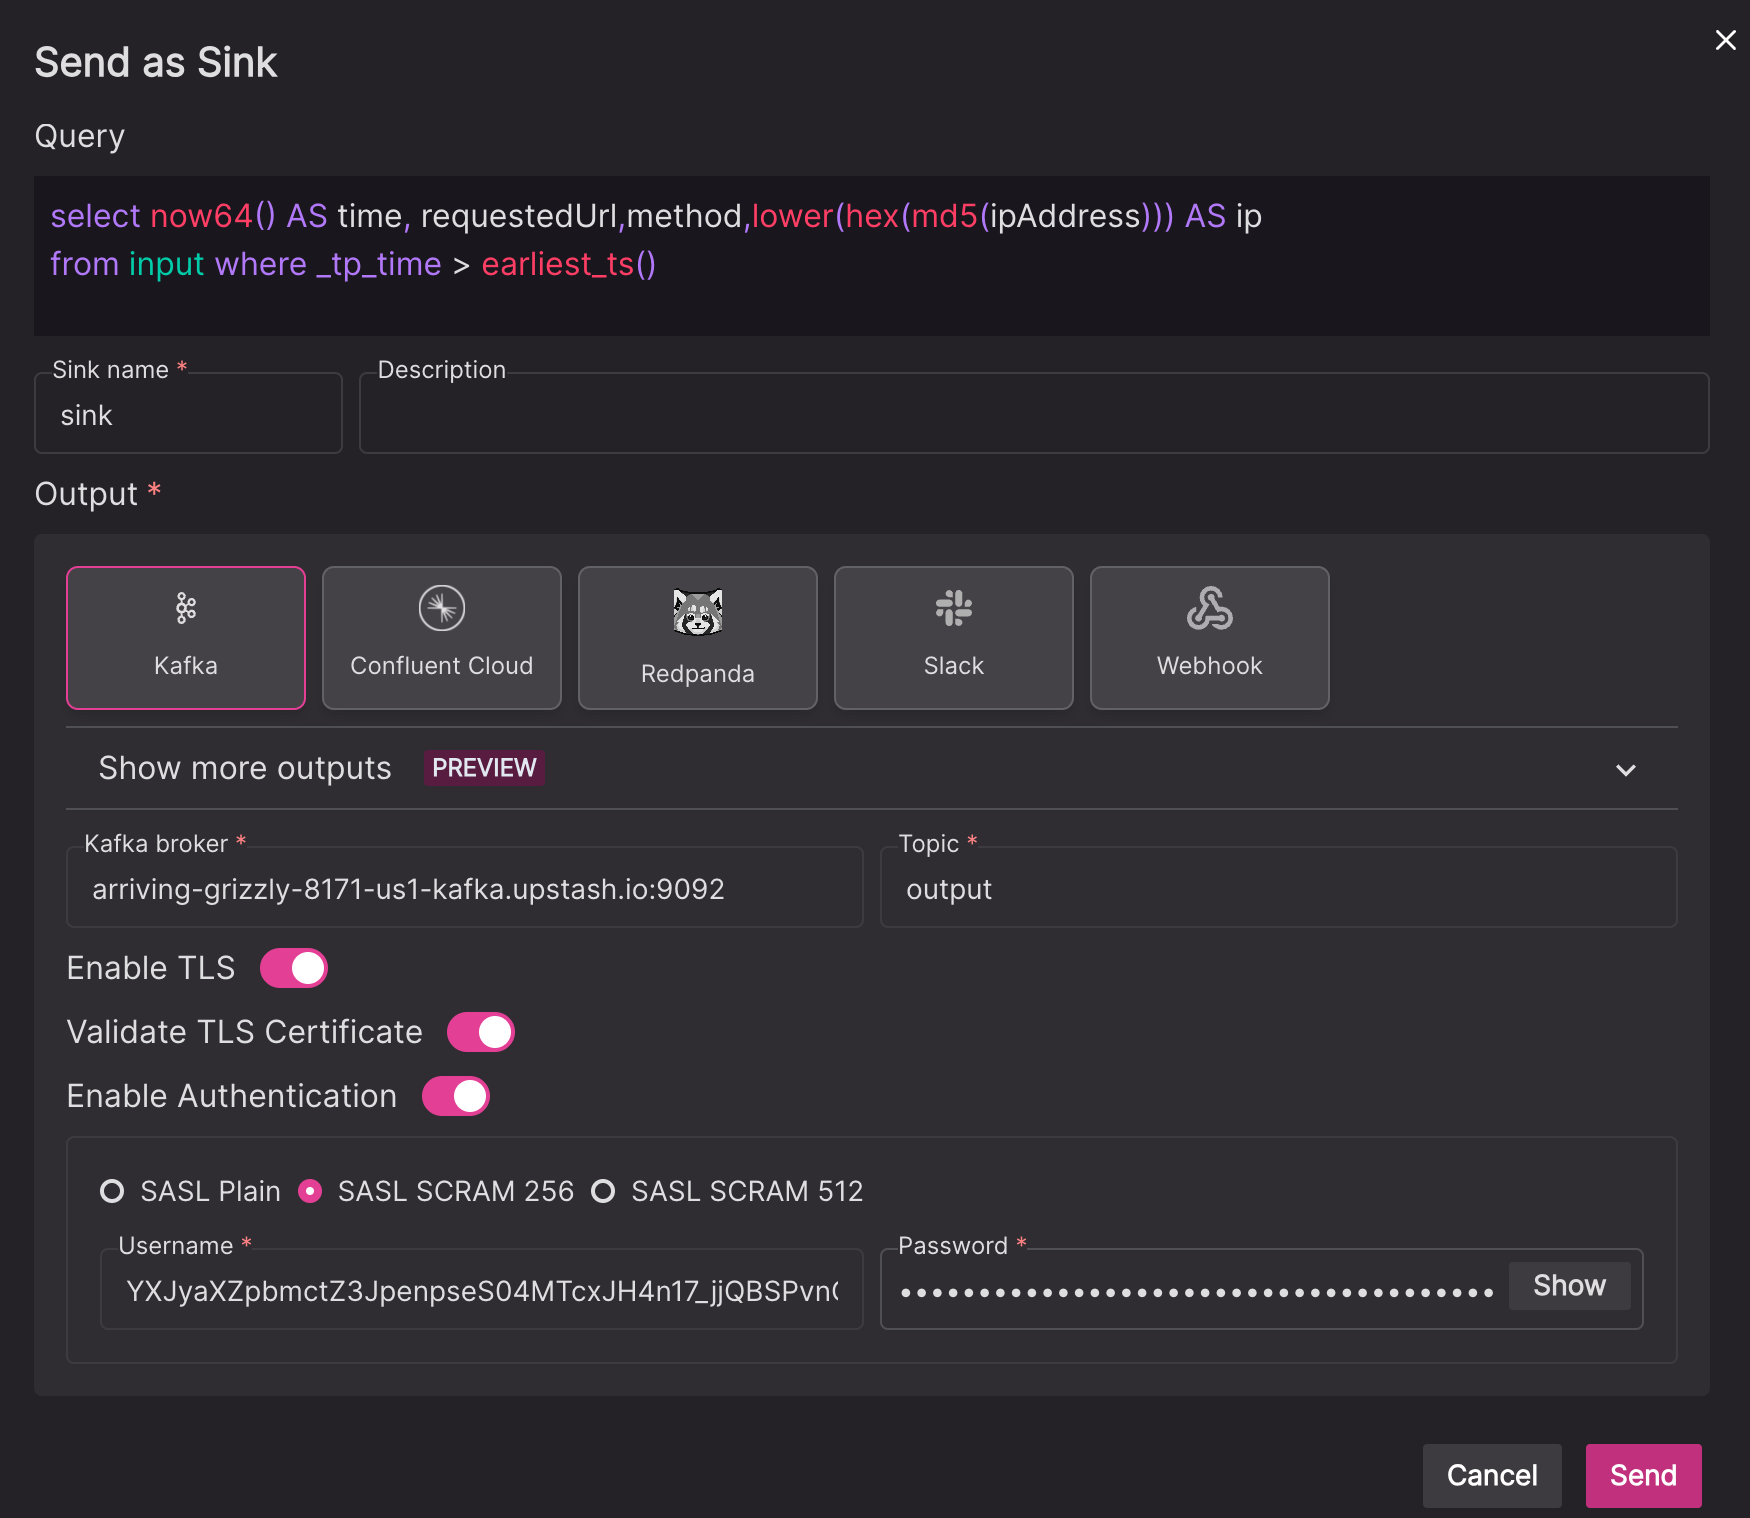 Send as Sink
Query
select now64() AS time, requestedUrl,method,lower(hex(md5(ipAddress))) AS ip
from input where _tp_time > earliest_ts()
Sink name *
Description
sink
Output *
Kafka
Confluent Cloud
Redpanda
Slack
Webhook
Show more outputs PREVIEW
Kafka broker *
Topic *
arriving-grizzly-8171-us1-kafka.upstash.io:9092
output
Enable TLS
Validate TLS Certificate
Enable Authentication
SASL Plain SASL SCRAM 256 SASL SCRAM 512
Username *
Password *
YXJyaXZpbmctZ3JpenpseS04MTcxJH4n17_jjQBSPvn
••••••••••••••••••••••••••••••••••••••
Show
Cancel
Send